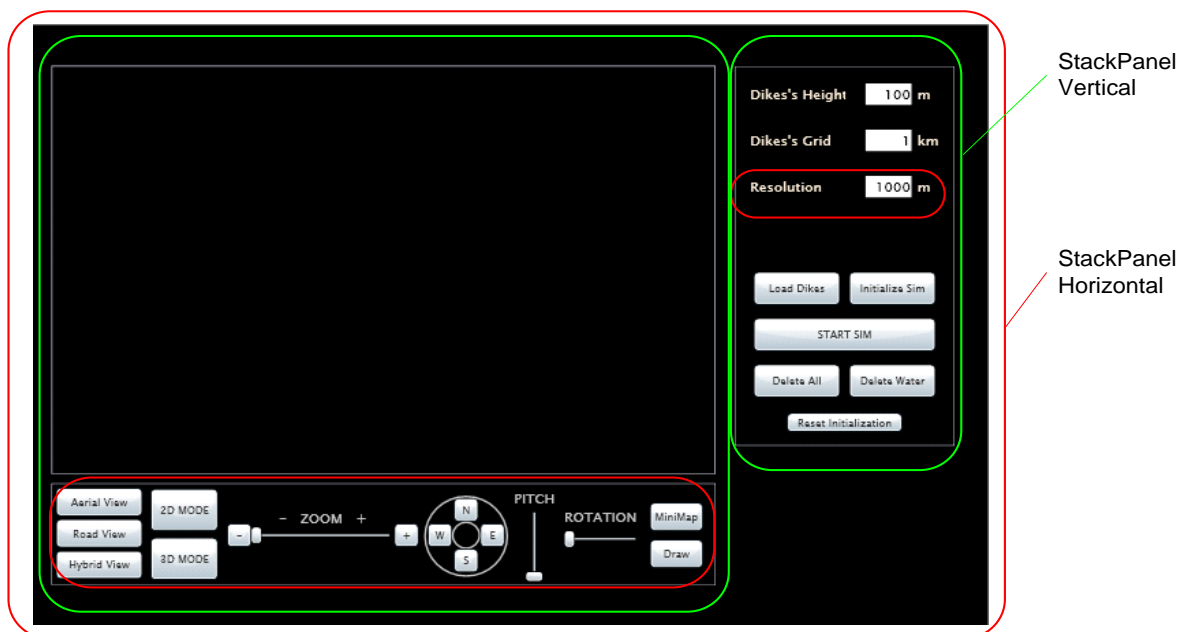 StackPanel
Vertical
Dikes's Height 100 m
Dikes's Grid 1 km
Resolution 1000 m
StackPanel
Horizontal
Load Dikes Initialize Sim
START SIM
Delete All Delete Water
Reset Initialization
Aerial View
Road View
Hybrid View
2D MODE
3D MODE
- ZOOM +
- +
N
W E
S
PITCH
ROTATION
MiniMap
Draw